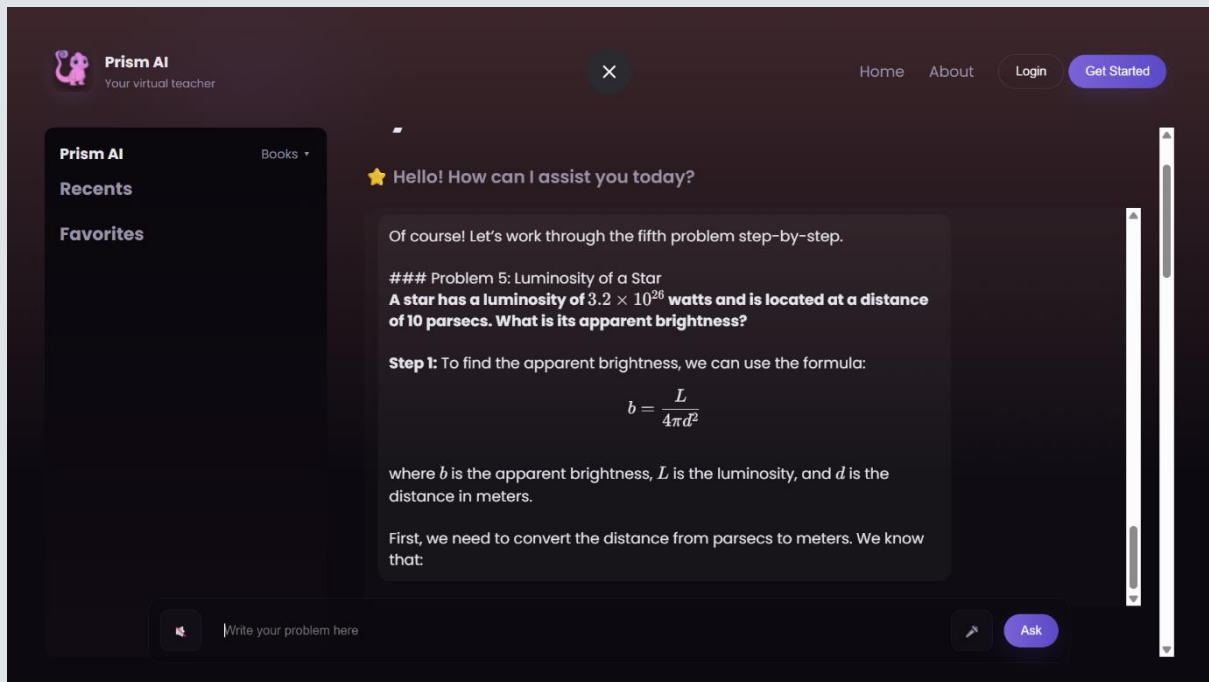 Prism AI
Your virtual teacher
Home
About
Login
Get Started
Prism AI
Books
Recents
Favorites
Hello! How can I assist you today?
Of course! Let's work through the fifth problem step-by-step.
### Problem 5: Luminosity of a Star
A star has a luminosity of 3.2 × 10²⁶ watts and is located at a distance
of 10 parsecs. What is its apparent brightness?
Step 1: To find the apparent brightness, we can use the formula:
b = L / 4πd²
where b is the apparent brightness, L is the luminosity, and d is the
distance in meters.
First, we need to convert the distance from parsecs to meters. We know
that:
Write your problem here
Ask